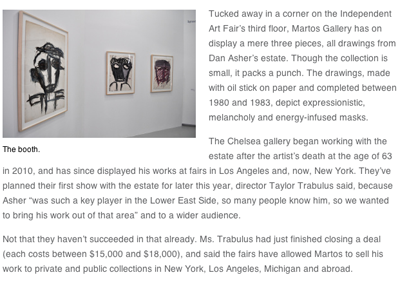 Tucked away in a corner on the Independent
Art Fair's third floor, Martos Gallery has on
display a mere three pieces, all drawings from
Dan Asher's estate. Though the collection is
small, it packs a punch. The drawings, made
with oil stick on paper and completed between
1980 and 1983, depict expressionistic,
melancholy and energy-infused masks.
The booth.
The Chelsea gallery began working with the
estate after the artist's death at the age of 63
in 2010, and has since displayed his works at fairs in Los Angeles and, now, New York. They've
planned their first show with the estate for later this year, director Taylor Trabulus said, because
Asher "was such a key player in the Lower East Side, so many people know him, so we wanted
to bring his work out of that area" and to a wider audience.
Not that they haven't succeeded in that already. Ms. Trabulus had just finished closing a deal
(each costs between $15,000 and $18,000), and said the fairs have allowed Martos to sell his
work to private and public collections in New York, Los Angeles, Michigan and abroad.